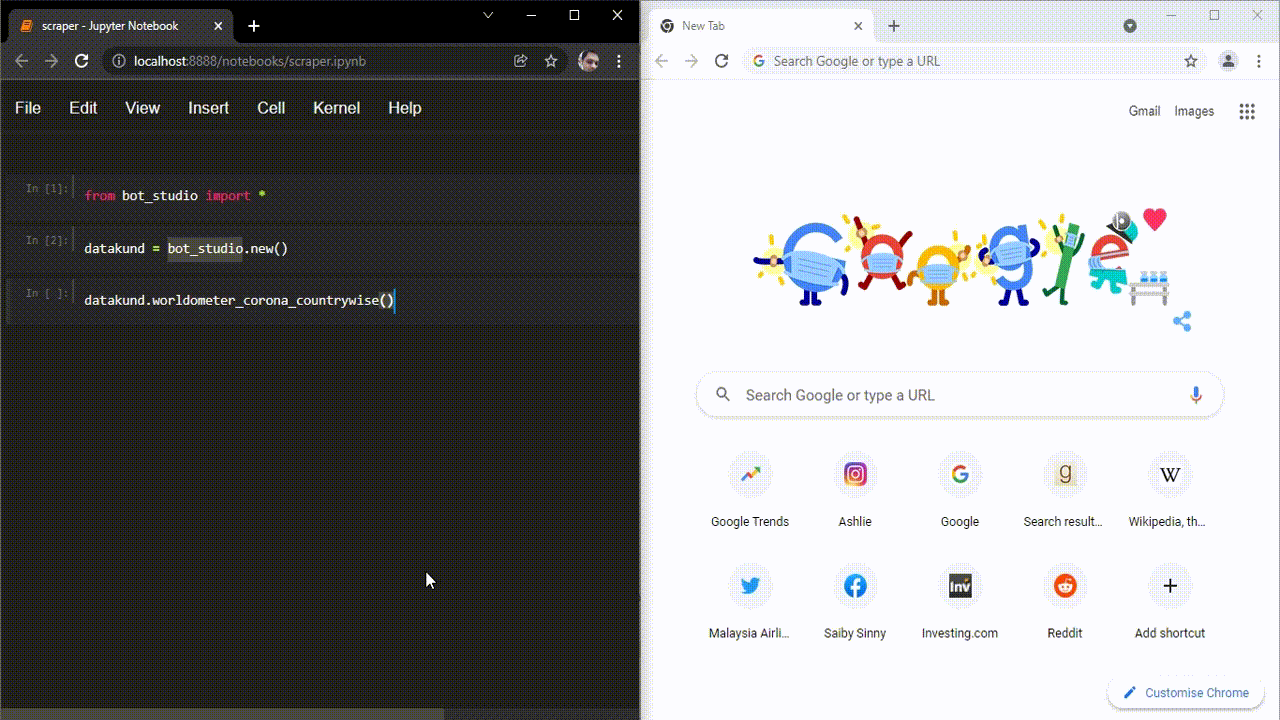 scraper - Jupyter Notebook
localhost:8888/notebooks/scraper.ipynb
File Edit View Insert Cell Kernel Help
In [1]: from bot_studio import *
In [2]: datakund = bot_studio.new()
In [ ]: datakund.worldometer_corona_countrywise()
New Tab
Search Google or type a URL
Gmail Images
Google
Search Google or type a URL
Google Trends Ashlie Google Search result... Wikipedia, th...
Malaysia Airli... Saiby Sinny Investing.com Reddit Add shortcut
Customise Chrome